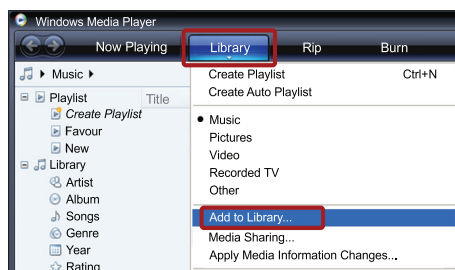 Windows Media Player
Now Playing Library Rip Burn
Music
Playlist Title
Create Playlist
Favour
New
Library
Artist
Album
Songs
Genre
Year
Rating
Create Playlist Ctrl+N
Create Auto Playlist
Music
Pictures
Video
Recorded TV
Other
Add to Library...
Media Sharing...
Apply Media Information Changes...